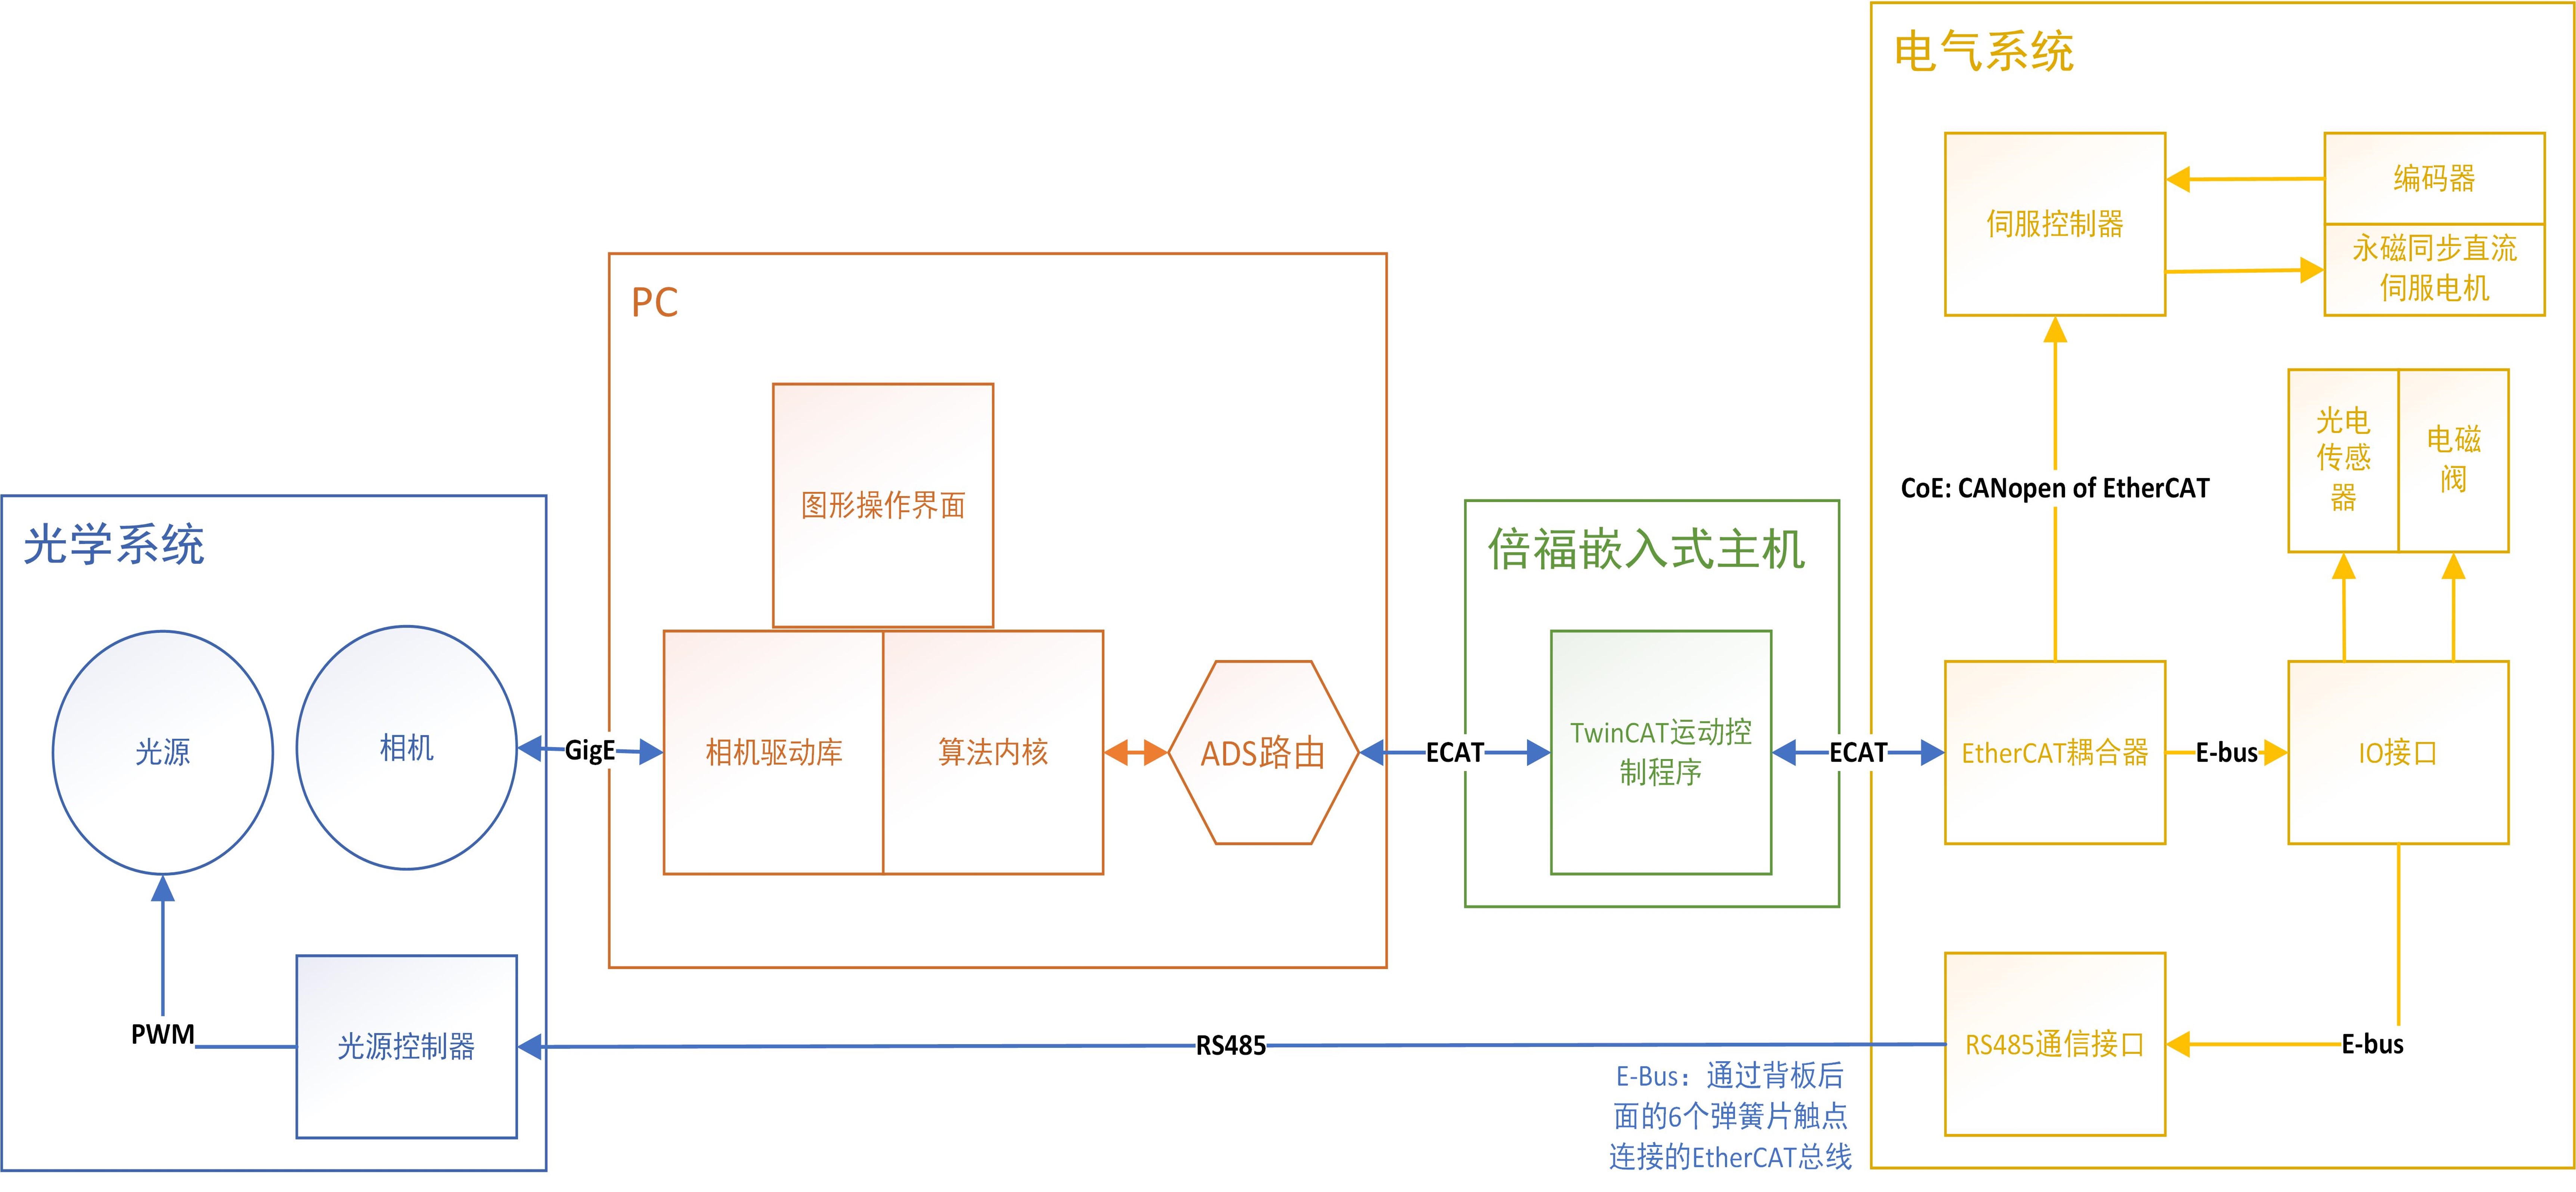 电气系统
编码器
伺服控制器
永磁同步直流
伺服电机
PC
光电
传感
器
电磁
阀
CoE: CANopen of EtherCAT
图形操作界面
光学系统
倍福嵌入式主机
光源
相机
GigE
相机驱动库
算法内核
ADS路由
ECAT
TwinCAT运动控
制程序
ECAT
EtherCAT耦合器
E-bus
IO接口
PWM
光源控制器
RS485
RS485通信接口
E-bus
E-Bus：通过背板后
面的6个弹簧片触点
连接的EtherCAT总线